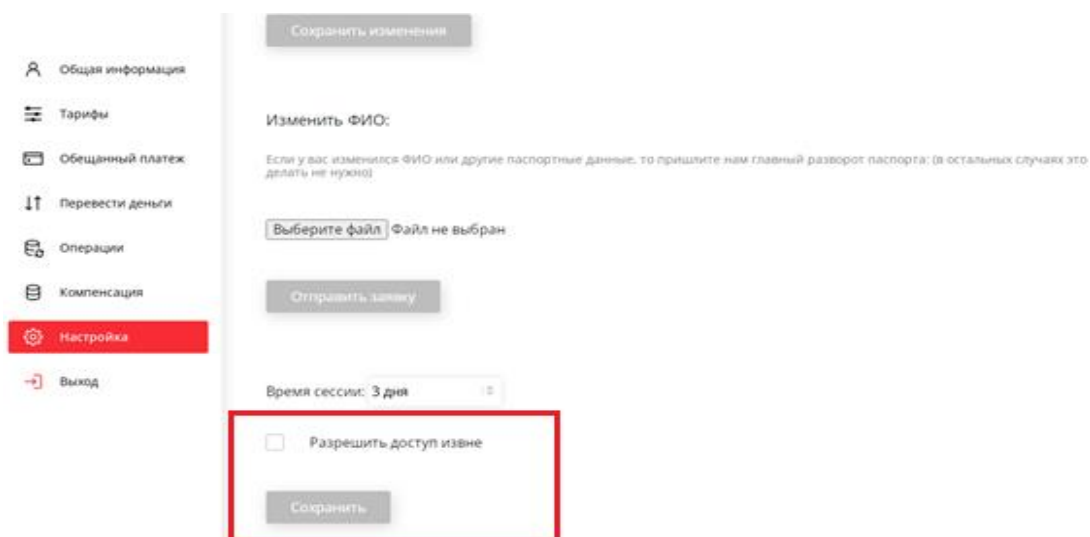 Сохранить изменения
Общая информация
Тарифы
Обещанный платеж
Перевести деньги
Операции
Компенсация
Настройка
Выход
Изменить ФИО:
Если у вас изменился ФИО или другие паспортные данные, то пришлите нам главный разворот паспорта: (в остальных случаях это
делать не нужно)
Выберите файл Файл не выбран
Отправить заявку
Время сессии: 3 дня
Разрешить доступ извне
Сохранить